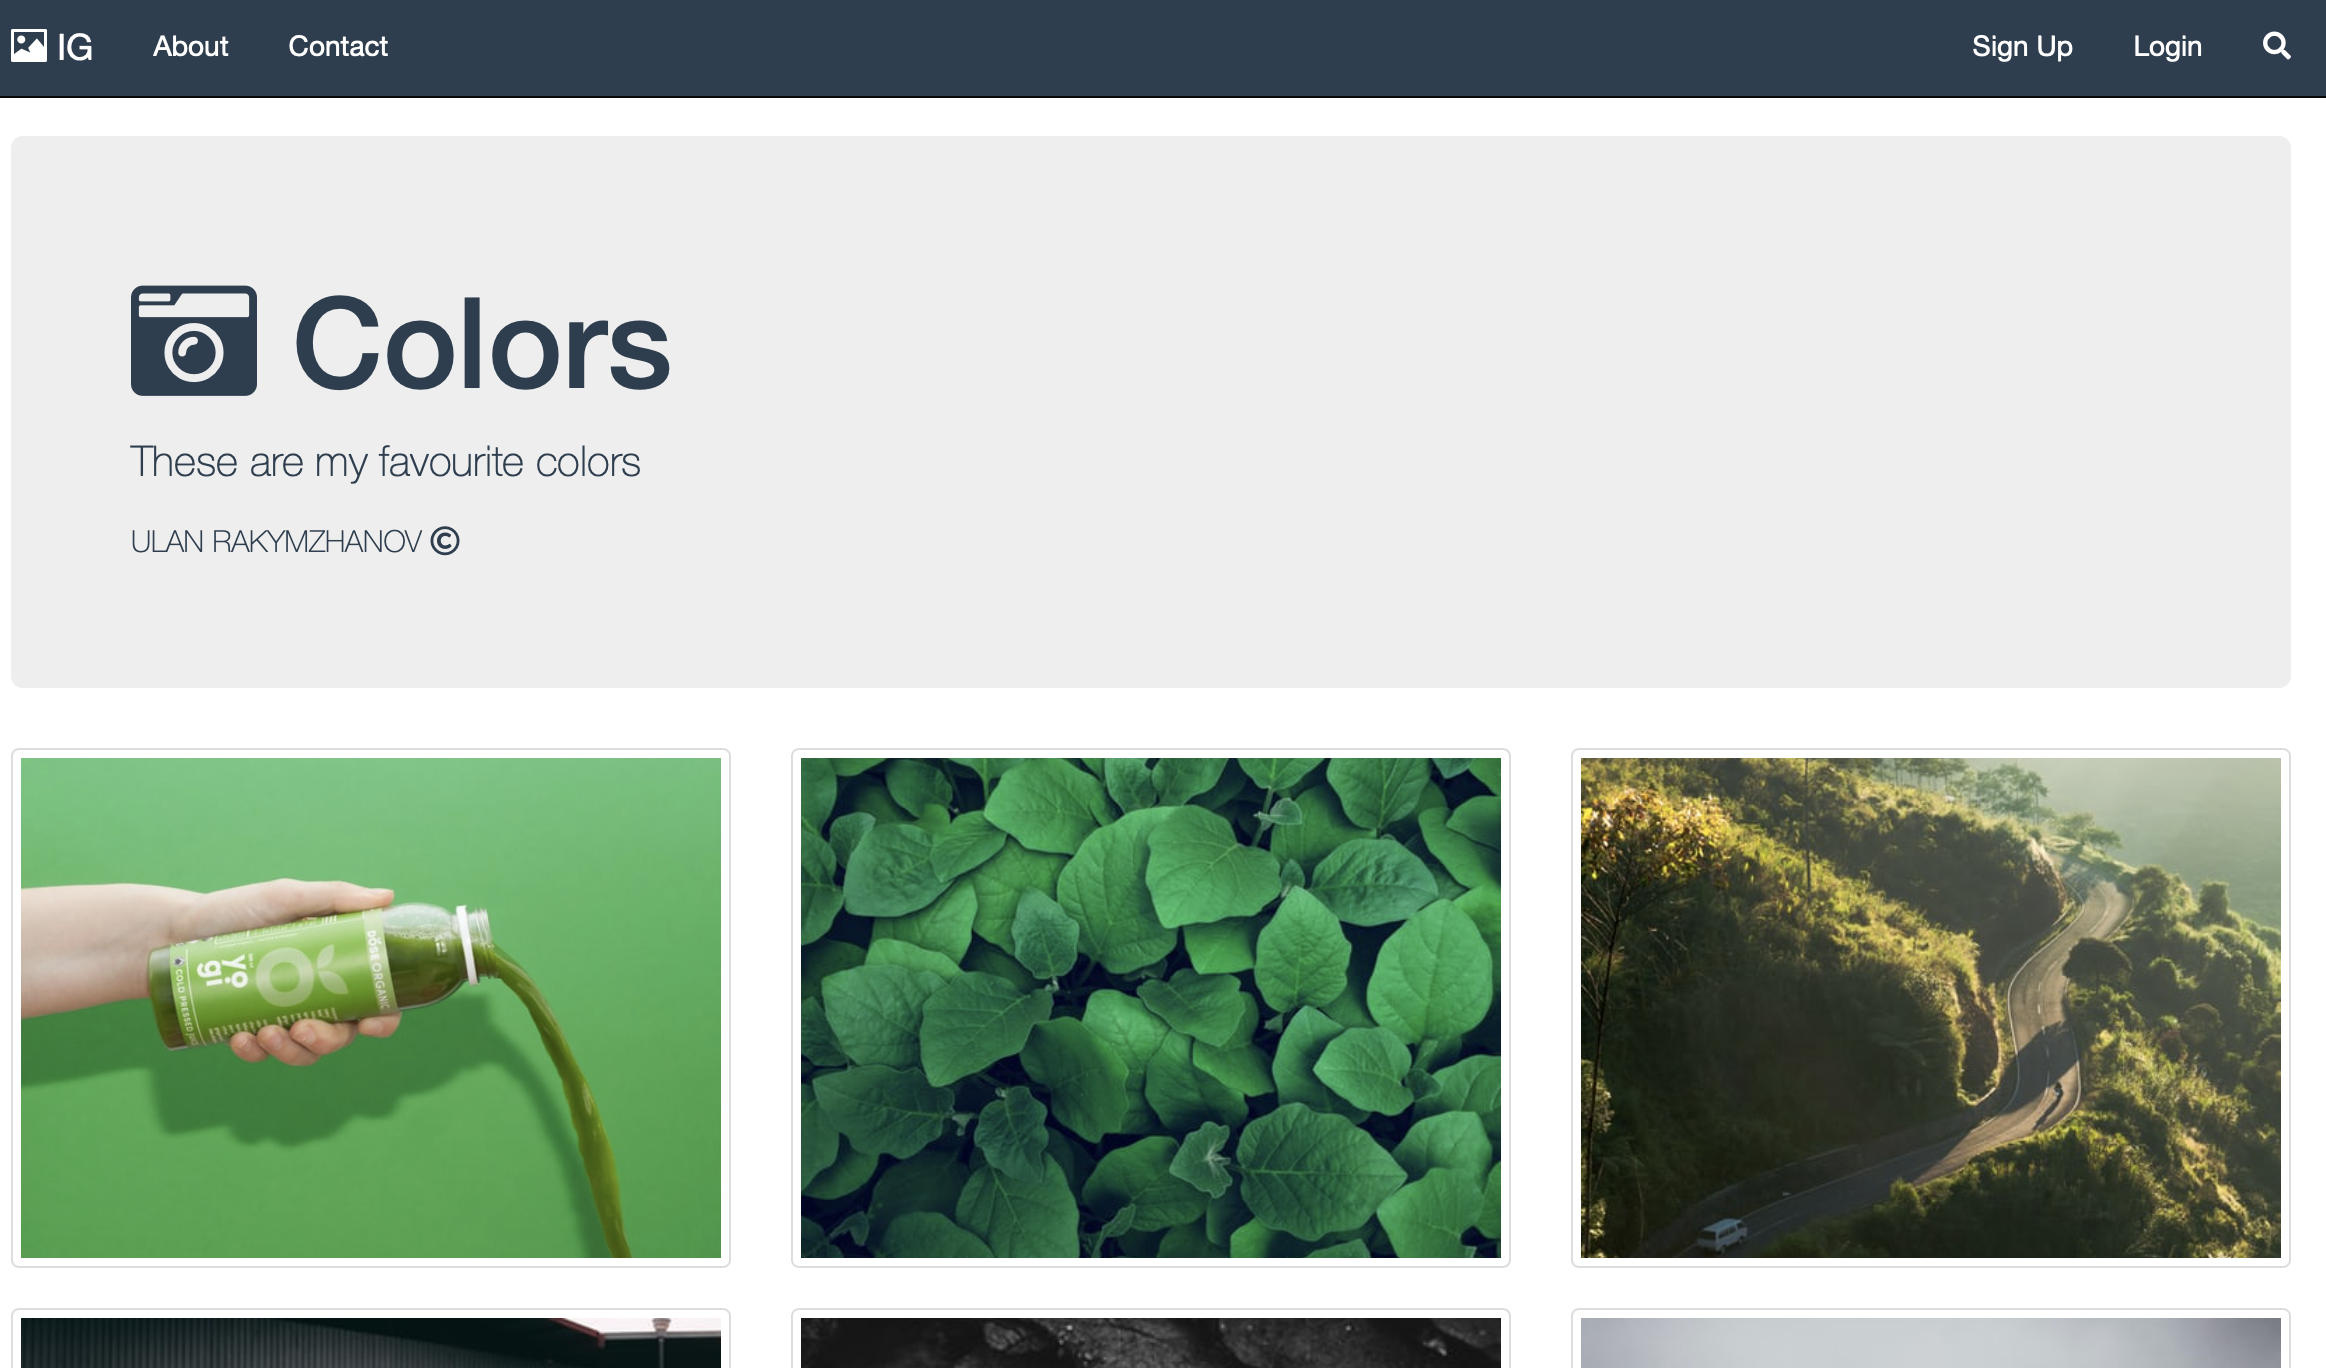 IG About Contact Sign Up Login
Colors
These are my favourite colors
ULAN RAKYMZHANOV ©
yo
gi
DOSE ORGANIC
COLD PRESSED